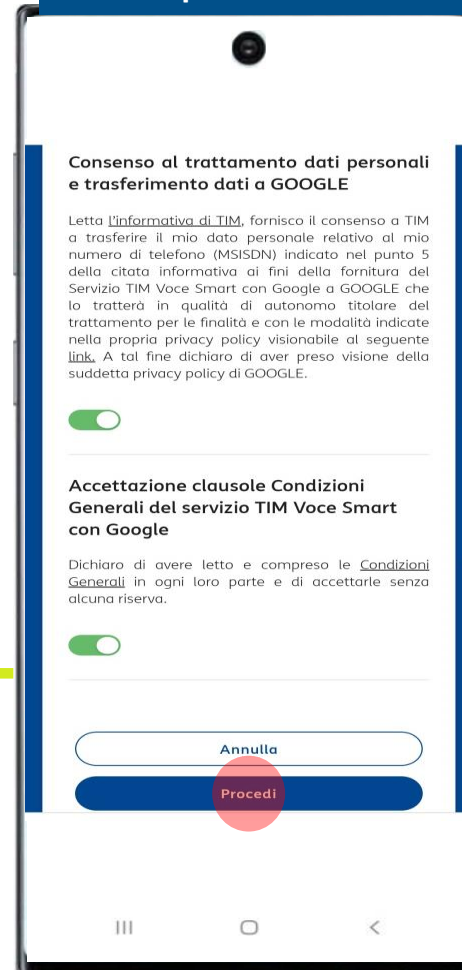 Consenso al trattamento dati personali
e trasferimento dati a GOOGLE
Letta l'informativa di TIM, fornisco il consenso a TIM
a trasferire il mio dato personale relativo al mio
numero di telefono (MSISDN) indicato nel punto 5
della citata informativa ai fini della fornitura del
Servizio TIM Voce Smart con Google a GOOGLE che
lo tratterà in qualità di autonomo titolare del
trattamento per le finalità e con le modalità indicate
nella propria privacy policy visionabile al seguente
link. A tal fine dichiaro di aver preso visione della
suddetta privacy policy di GOOGLE.
Accettazione clausole Condizioni
Generali del servizio TIM Voce Smart
con Google
Dichiaro di avere letto e compreso le Condizioni
Generali in ogni loro parte e di accettarle senza
alcuna riserva.
Annulla
Procedi